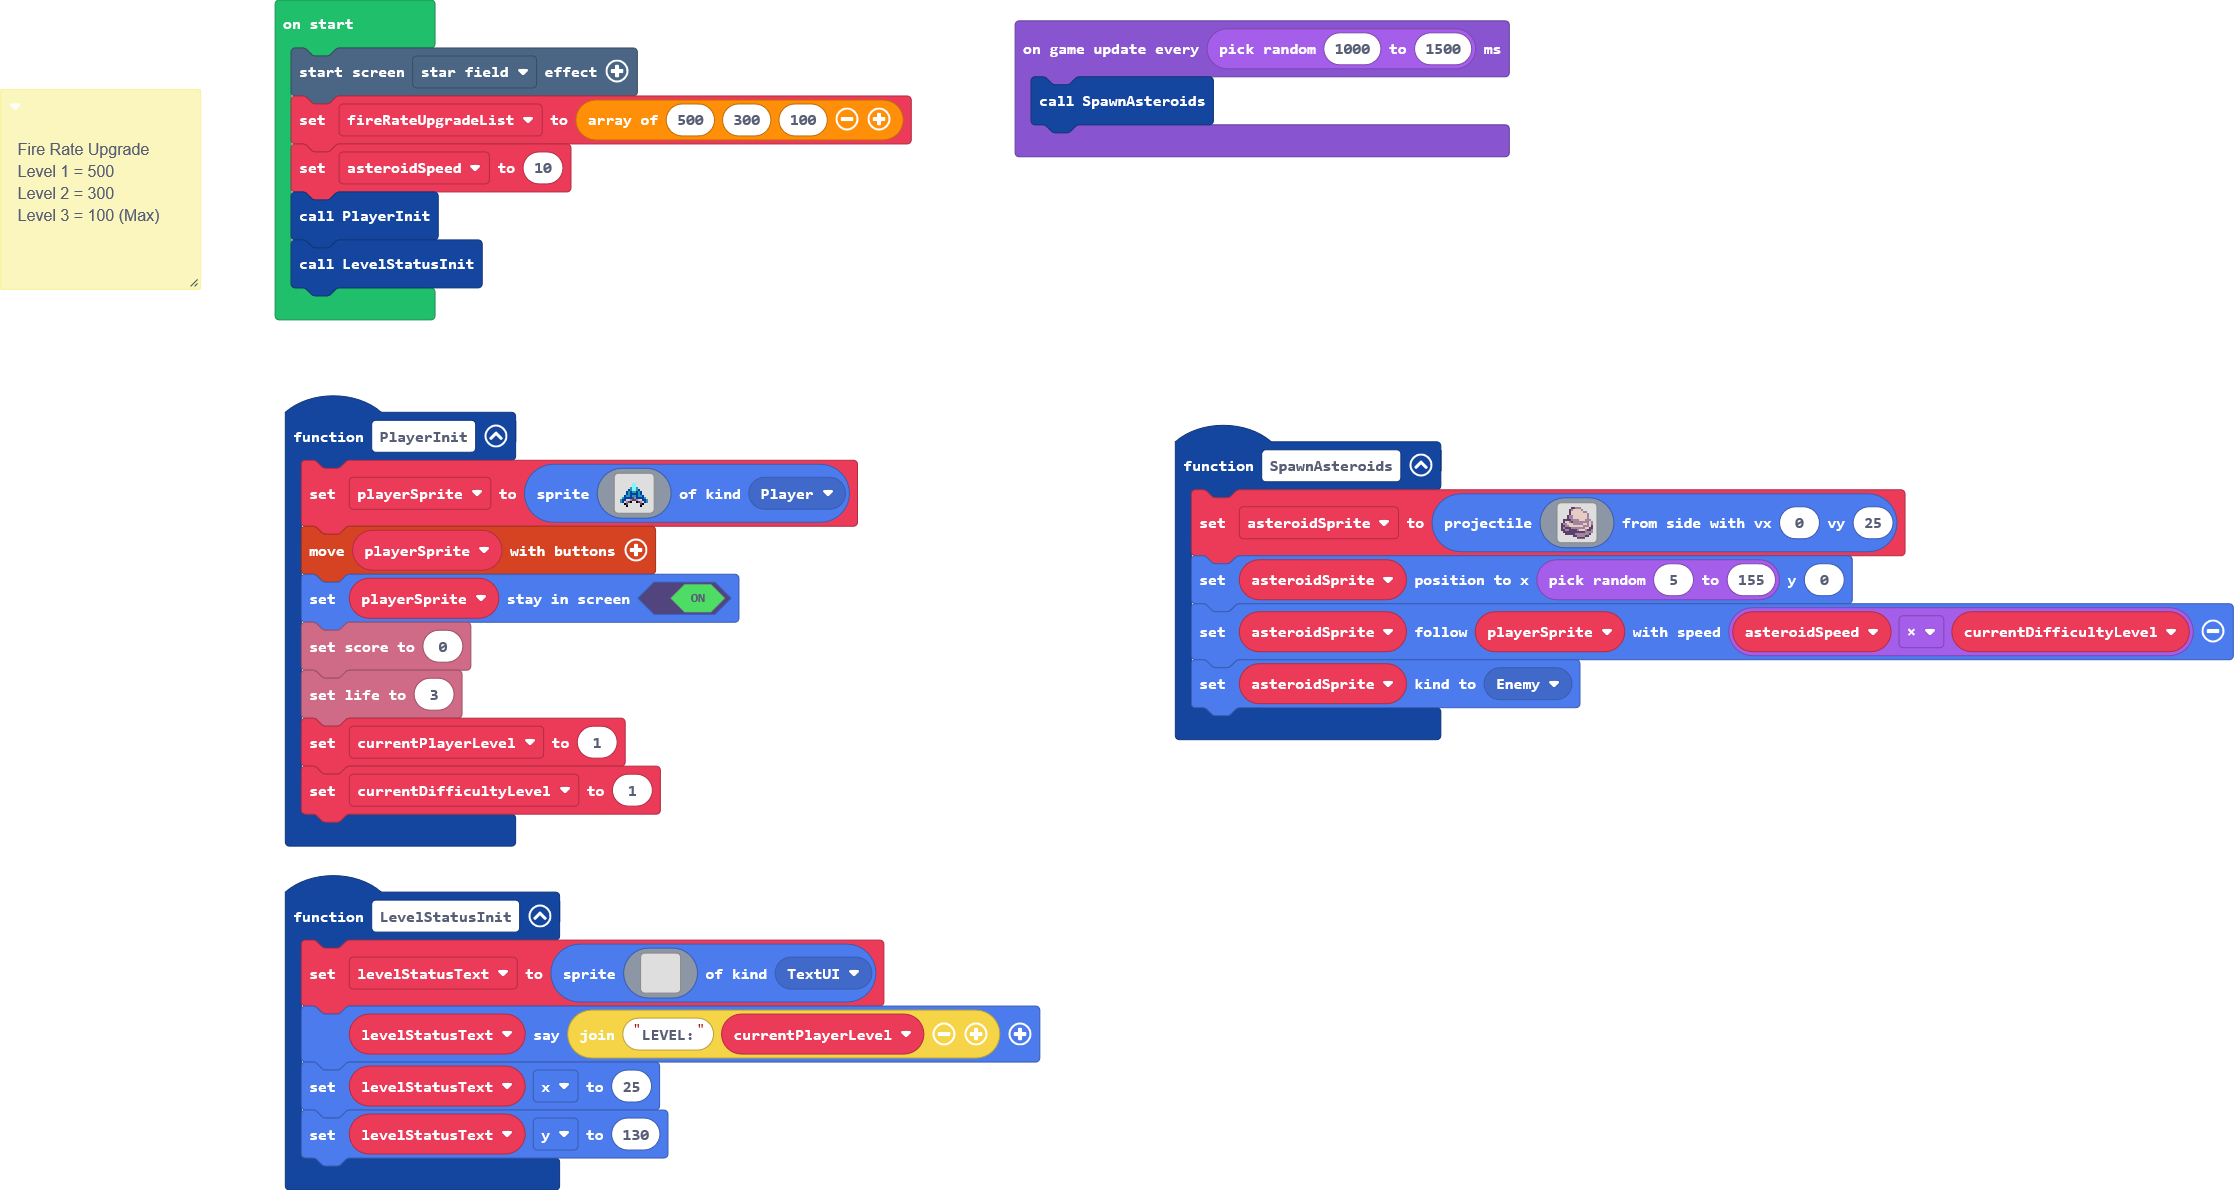 Fire Rate Upgrade
Level 1 = 500
Level 2 = 300
Level 3 = 100 (Max)
on start
start screen star field effect
set fireRateUpgradeList to array of 500 300 100
set asteroidSpeed to 10
call PlayerInit
call LevelStatusInit
on game update every pick random 1000 to 1500 ms
call SpawnAsteroids
function PlayerInit
set playerSprite to sprite of kind Player
move playerSprite with buttons
set playerSprite stay in screen ON
set score to 0
set life to 3
set currentPlayerLevel to 1
set currentDifficultyLevel to 1
function SpawnAsteroids
set asteroidSprite to projectile from side with vx 0 vy 25
set asteroidSprite position to x pick random 5 to 155 y 0
set asteroidSprite follow playerSprite with speed asteroidSpeed × currentDifficultyLevel
set asteroidSprite kind to Enemy
function LevelStatusInit
set levelStatusText to sprite of kind TextUI
levelStatusText say join "LEVEL:" currentPlayerLevel
set levelStatusText x to 25
set levelStatusText y to 130